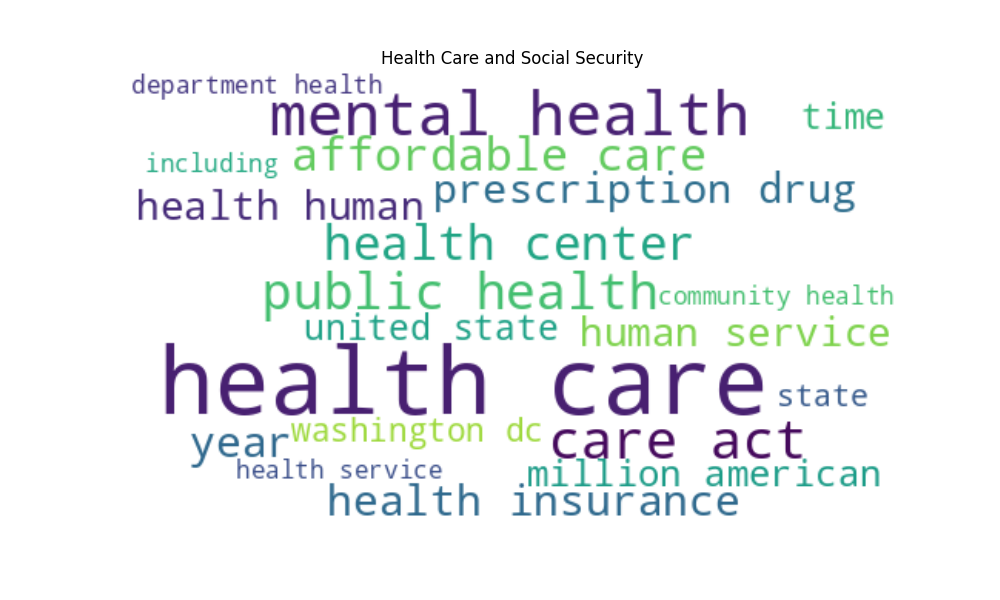 Health Care and Social Security
department health
mental health
time
affordable care
including
prescription drug
health human
health center
public health
community health
united state
human service
health care
state
washington dc
year
care act
health service
million american
health insurance